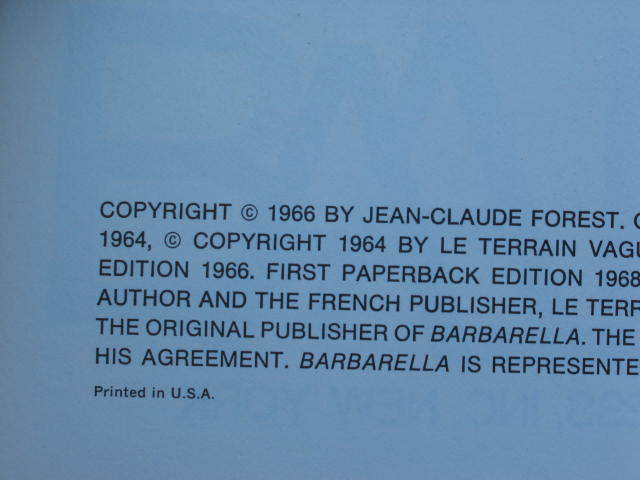 COPYRIGHT © 1966 BY JEAN-CLAUDE FOREST.
1964, © COPYRIGHT 1964 BY LE TERRAIN VAGU
EDITION 1966. FIRST PAPERBACK EDITION 1968
AUTHOR AND THE FRENCH PUBLISHER, LE TERR
THE ORIGINAL PUBLISHER OF BARBARELLA. THE
HIS AGREEMENT. BARBARELLA IS REPRESENTE
Printed in U.S.A.